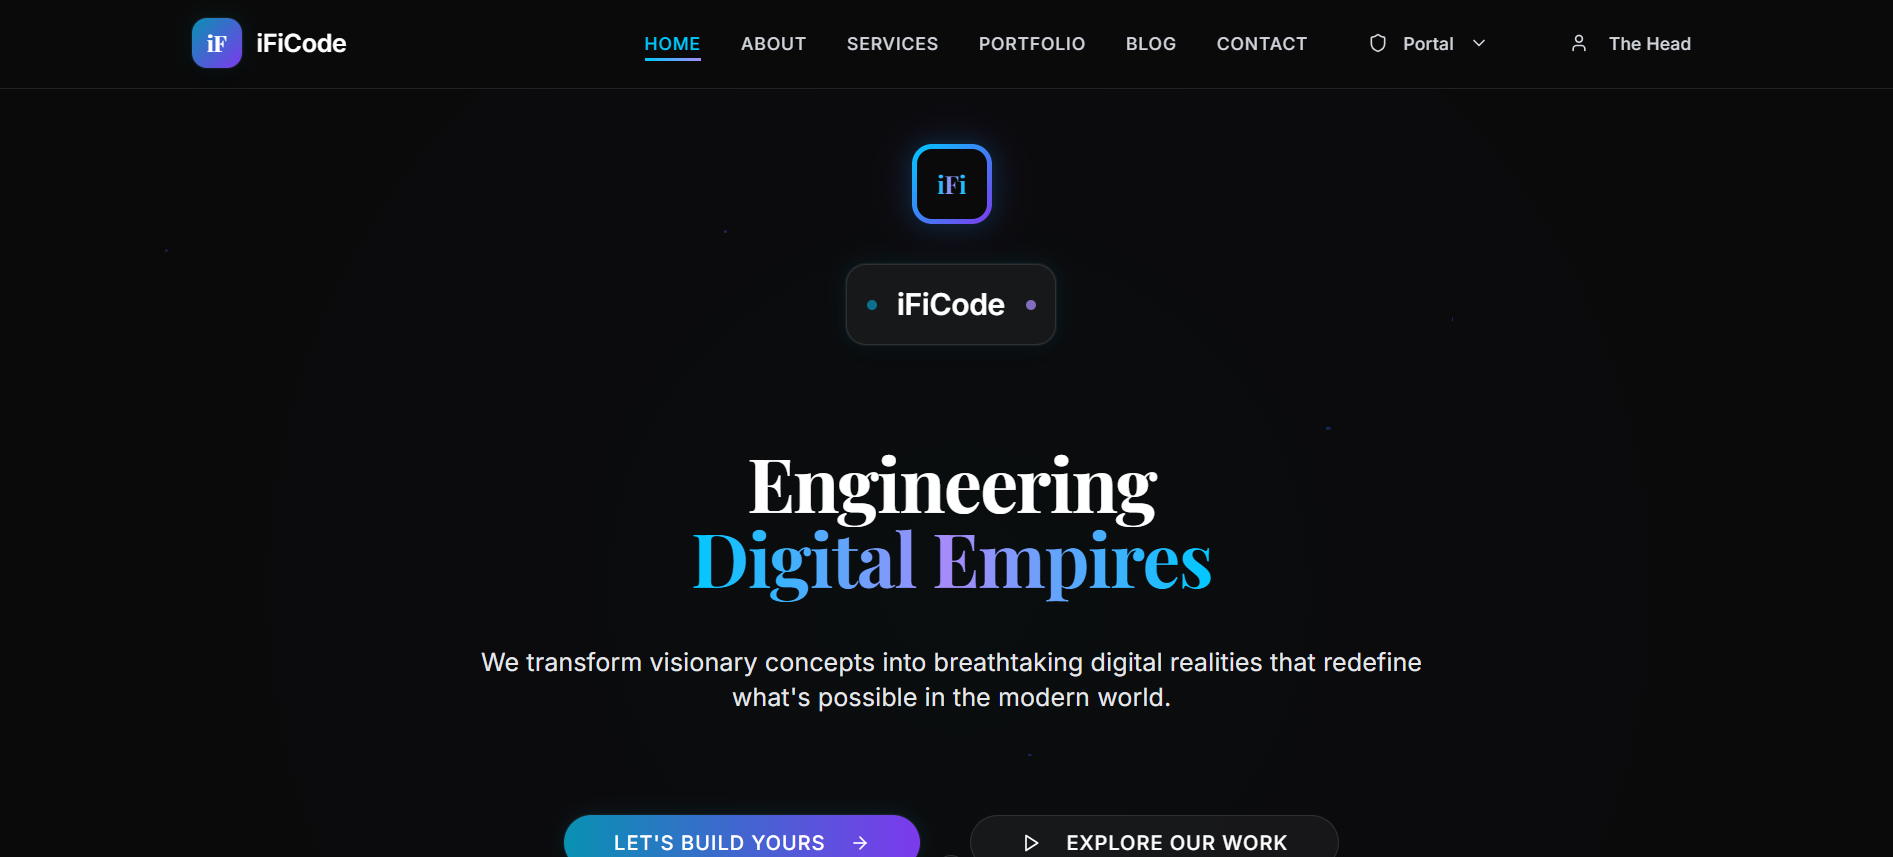 iF iFiCode HOME ABOUT SERVICES PORTFOLIO BLOG CONTACT Portal The Head
iFi
iFiCode
Engineering
Digital Empires
We transform visionary concepts into breathtaking digital realities that redefine
what's possible in the modern world.
LET'S BUILD YOURS EXPLORE OUR WORK